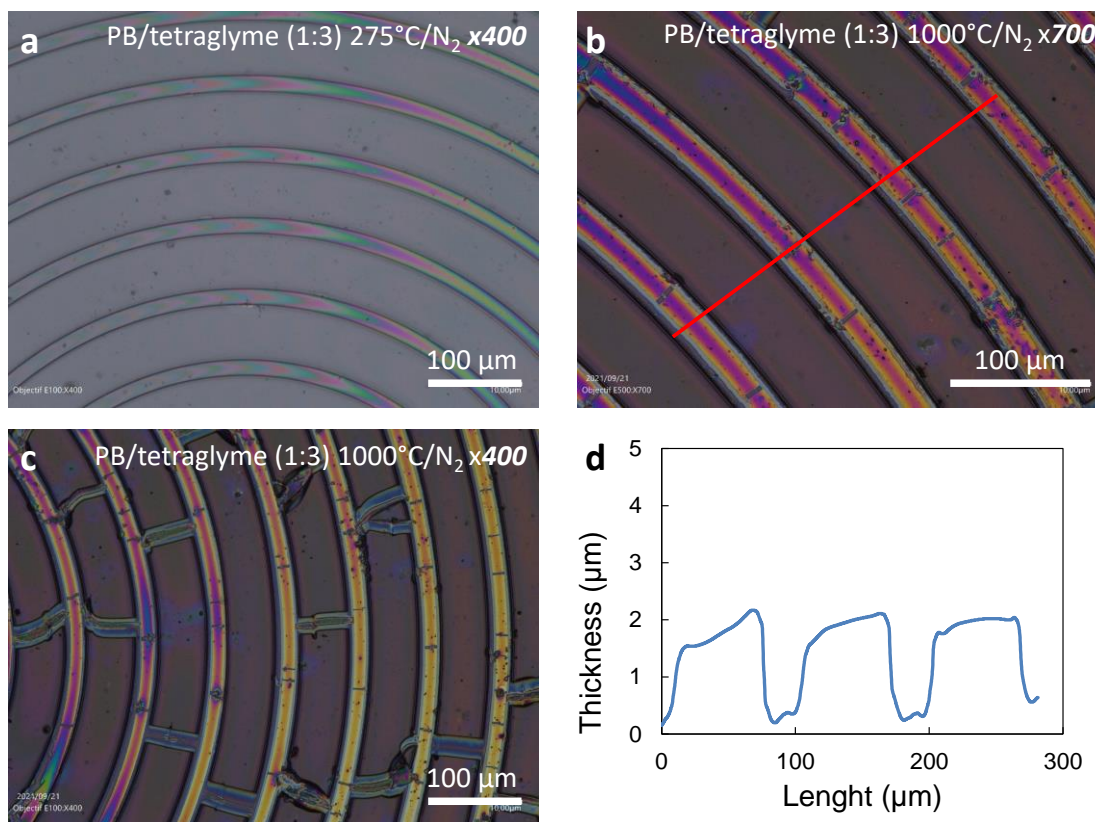 a
PB/tetraglyme (1:3) 275°C/N₂ x400
100 µm
Objectif E100:X400
b
PB/tetraglyme (1:3) 1000°C/N₂ x700
100 µm
2021/09/21
Objectif E500:X700
c
PB/tetraglyme (1:3) 1000°C/N₂ x400
100 µm
2021/09/21
Objectif E100:X400
d
5
4
3
2
1
0
Thickness (µm)
0 100 200 300
Lenght (µm)